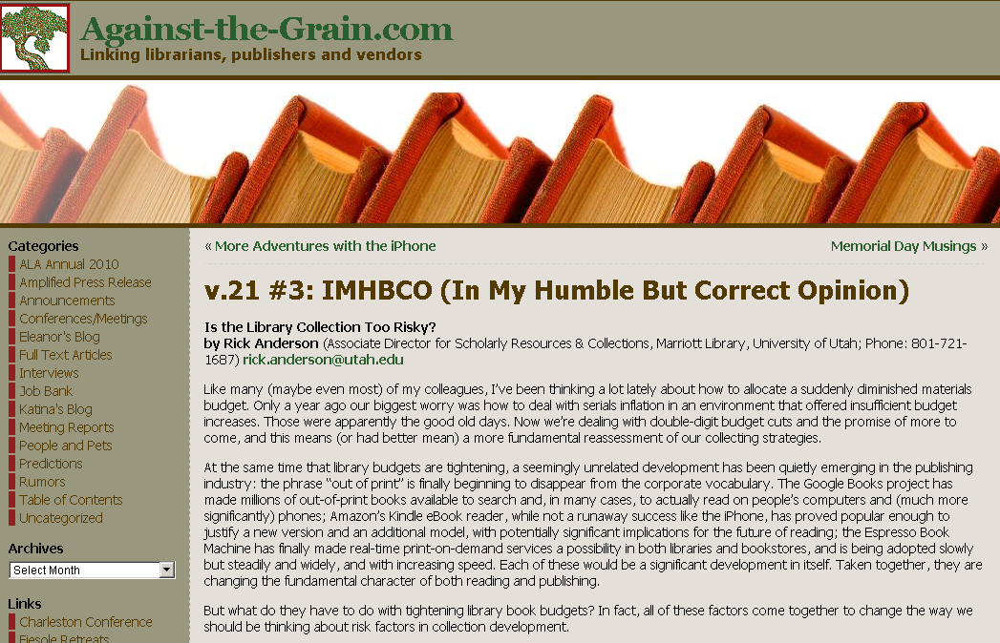 Against-the-Grain.com
Linking librarians, publishers and vendors
Categories
ALA Annual 2010
Amplified Press Release
Announcements
Conferences/Meetings
Eleanor's Blog
Full Text Articles
Interviews
Job Bank
Katina's Blog
Meeting Reports
People and Pets
Predictions
Rumors
Table of Contents
Uncategorized
Archives
Select Month
Links
Charleston Conference
Fiesole Retreats
« More Adventures with the iPhone
Memorial Day Musings »
v.21 #3: IMHBCO (In My Humble But Correct Opinion)
Is the Library Collection Too Risky?
by Rick Anderson (Associate Director for Scholarly Resources & Collections, Marriott Library, University of Utah; Phone: 801-721-
1687) rick.anderson@utah.edu
Like many (maybe even most) of my colleagues, I've been thinking a lot lately about how to allocate a suddenly diminished materials
budget. Only a year ago our biggest worry was how to deal with serials inflation in an environment that offered insufficient budget
increases. Those were apparently the good old days. Now we're dealing with double-digit budget cuts and the promise of more to
come, and this means (or had better mean) a more fundamental reassessment of our collecting strategies.
At the same time that library budgets are tightening, a seemingly unrelated development has been quietly emerging in the publishing
industry: the phrase "out of print" is finally beginning to disappear from the corporate vocabulary. The Google Books project has
made millions of out-of-print books available to search and, in many cases, to actually read on people's computers and (much more
significantly) phones; Amazon's Kindle eBook reader, while not a runaway success like the iPhone, has proved popular enough to
justify a new version and an additional model, with potentially significant implications for the future of reading; the Espresso Book
Machine has finally made real-time print-on-demand services a possibility in both libraries and bookstores, and is being adopted slowly
but steadily and widely, and with increasing speed. Each of these would be a significant development in itself. Taken together, they are
changing the fundamental character of both reading and publishing.
But what do they have to do with tightening library book budgets? In fact, all of these factors come together to change the way we
should be thinking about risk factors in collection development.